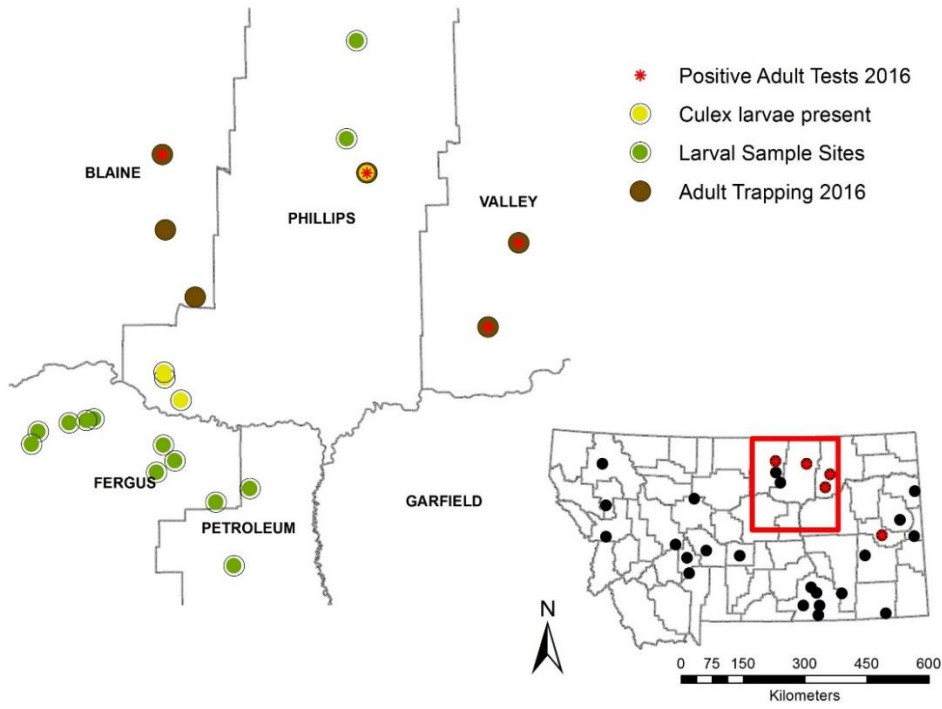 Positive Adult Tests 2016
Culex larvae present
Larval Sample Sites
Adult Trapping 2016
BLAINE
PHILLIPS
VALLEY
FERGUS
PETROLEUM
GARFIELD
N
0 75 150 300 450 600
Kilometers